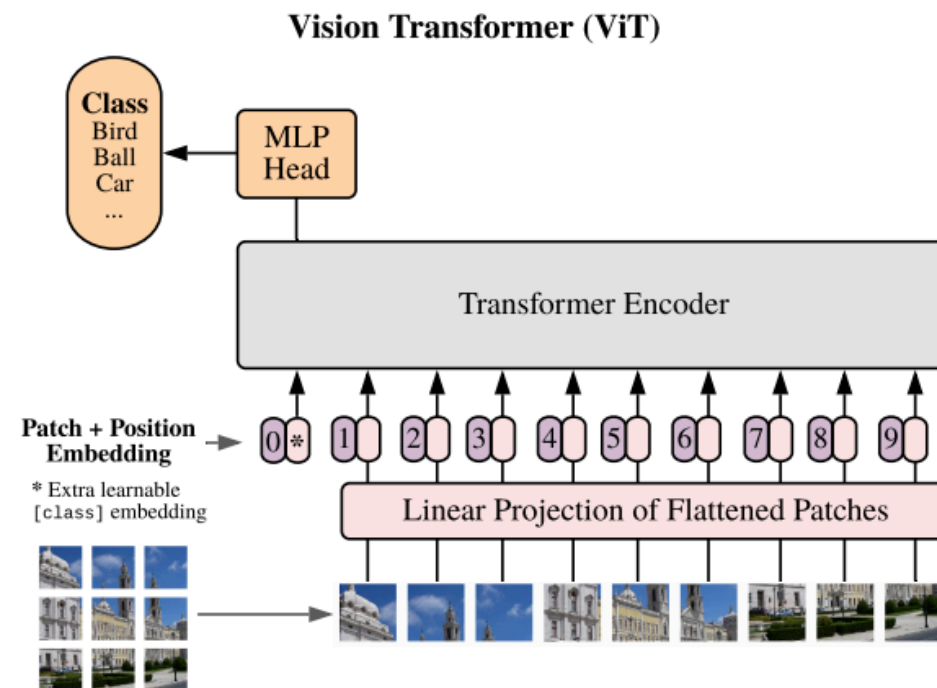 Vision Transformer (ViT)
Class
Bird
Ball
Car
...
MLP
Head
Transformer Encoder
Patch + Position
Embedding
0 * 1 2 3 4 5 6 7 8 9
* Extra learnable
[class] embedding
Linear Projection of Flattened Patches